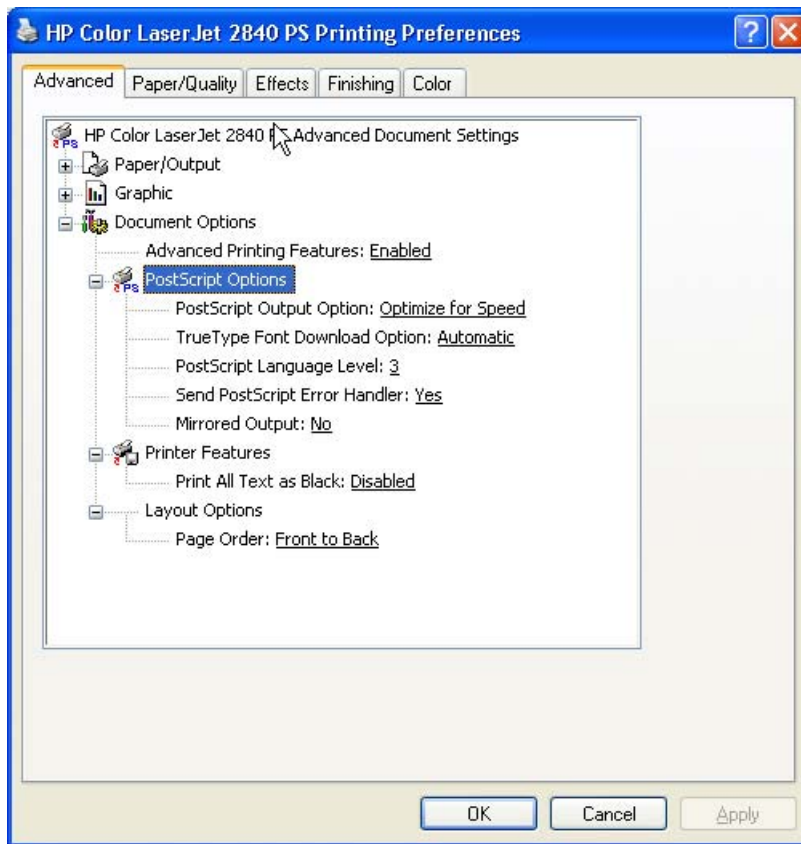 HP Color LaserJet 2840 PS Printing Preferences
Advanced
Paper/Quality
Effects
Finishing
Color
HP Color LaserJet 2840 Advanced Document Settings
Paper/Output
Graphic
Document Options
Advanced Printing Features: Enabled
PostScript Options
PostScript Output Option: Optimize for Speed
TrueType Font Download Option: Automatic
PostScript Language Level: 3
Send PostScript Error Handler: Yes
Mirrored Output: No
Printer Features
Print All Text as Black: Disabled
Layout Options
Page Order: Front to Back
OK
Cancel
Apply